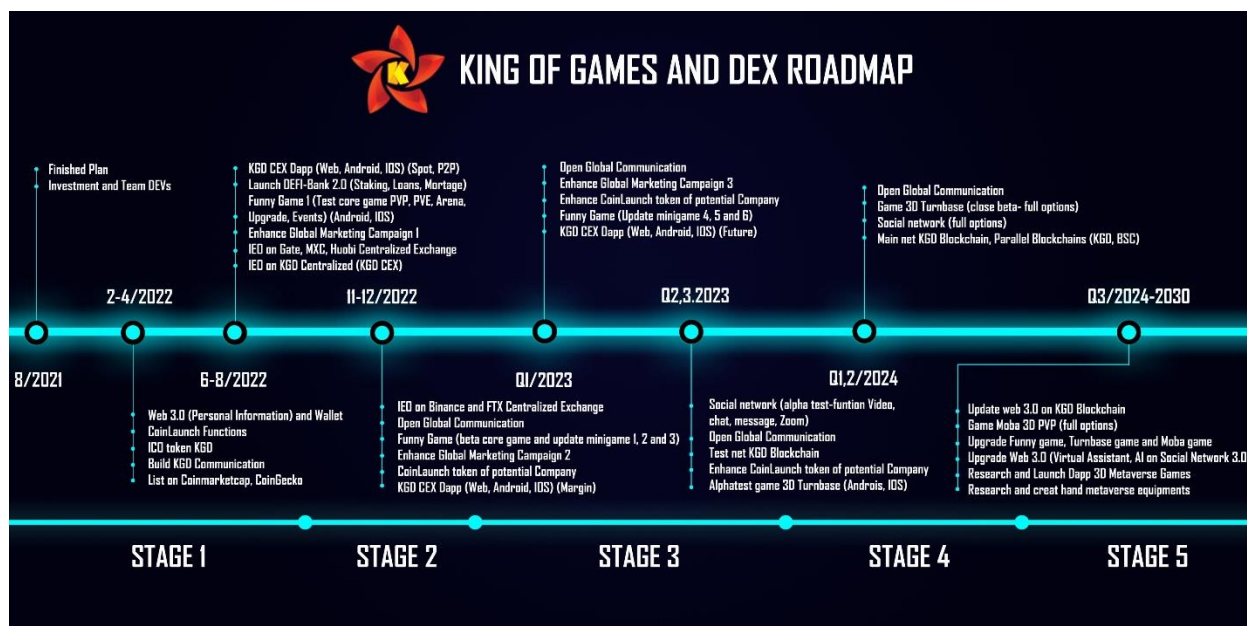 K
KING OF GAMES AND DEX ROADMAP
Finished Plan
Investment and Team DEVs
8/2021
2-4/2022
Web 3.0 (Personal Information) and Wallet
CoinLaunch Functions
ICO token KGD
Build KGD Communication
List on Coinmarketcap, CoinGecko
KGD CEX Dapp (Web, Android, IOS) (Spot, P2P)
Launch DEFI-Bank 2.0 (Staking, Loans, Mortage)
Funny Game 1 (Test core game PVP, PVE, Arena,
Upgrade, Events) (Android, IOS)
Enhance Global Marketing Campaign 1
IEO on Gate, MXC, Huobi Centralized Exchange
IEO on KGD Centralized (KGD CEX)
6-8/2022
11-12/2022
IEO on Binance and FTX Centralized Exchange
Open Global Communication
Funny Game (beta core game and update minigame 1, 2 and 3)
Enhance Global Marketing Campaign 2
CoinLaunch token of potential Company
KGD CEX Dapp (Web, Android, IOS) (Margin)
Open Global Communication
Enhance Global Marketing Campaign 3
Enhance CoinLaunch token of potential Company
Funny Game (Update minigame 4, 5 and 6)
KGD CEX Dapp (Web, Android, IOS) (Future)
Q1/2023
Q2,3.2023
Social network (alpha test-funtion Video,
chat, message, Zoom)
Open Global Communication
Test net KGD Blockchain
Enhance CoinLaunch token of potential Company
Alphatest game 3D Turnbase (Androis, IOS)
Open Global Communication
Game 3D Turnbase (close beta- full options)
Social network (full options)
Main net KGD Blockchain, Parallel Blockchains (KGD, BSC)
Q1,2/2024
Q3/2024-2030
Update web 3.0 on KGD Blockchain
Game Moba 3D PVP (full options)
Upgrade Funny game, Turnbase game and Moba game
Upgrade Web 3.0 (Virtual Assistant, AI on Social Network 3.0
Research and Launch Dapp 3D Metaverse Games
Research and creat hand metaverse equipments
STAGE 1
STAGE 2
STAGE 3
STAGE 4
STAGE 5